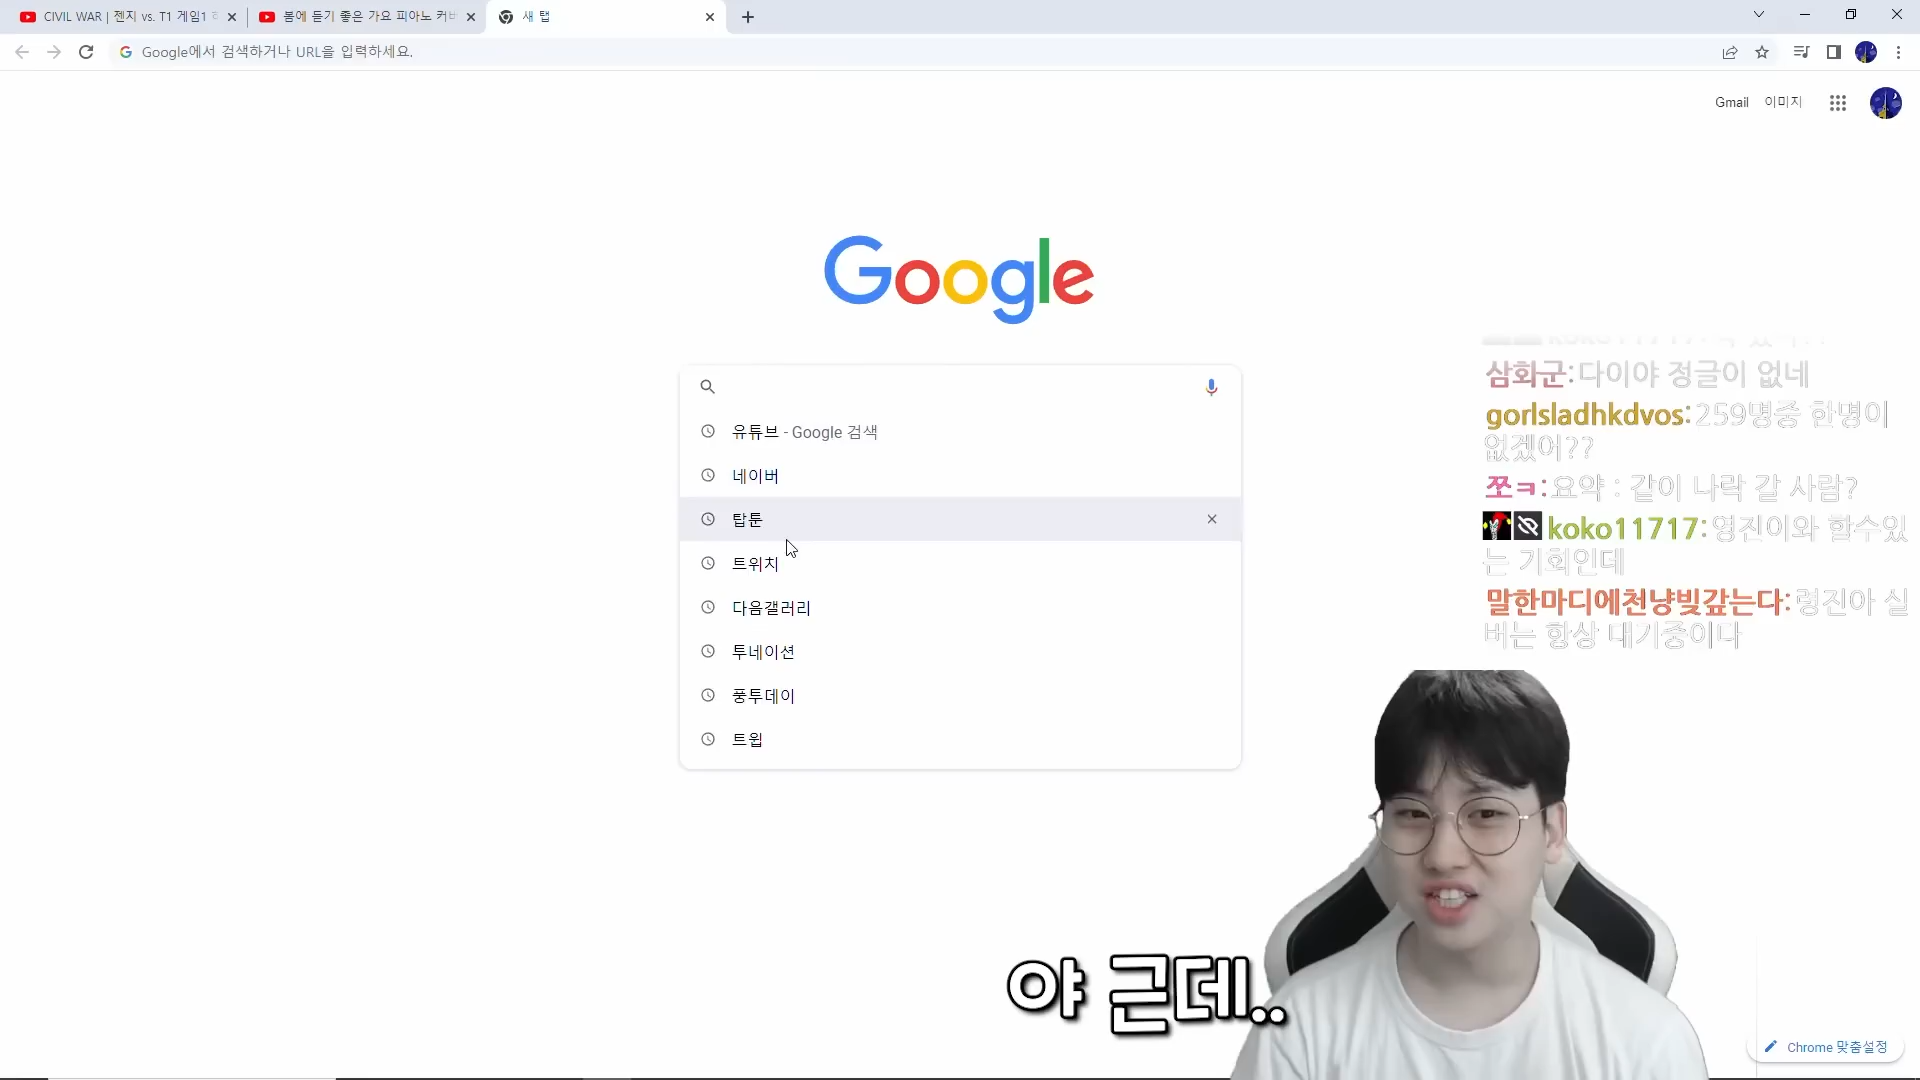 CIVIL WAR | 젠지 vs. T1 게임1
봄에 듣기 좋은 가요 피아노 커버
새 탭
Google에서 검색하거나 URL을 입력하세요.
Gmail 이미지
Google
유튜브 - Google 검색
네이버
탑툰
트위치
다음갤러리
투네이션
풍투데이
트윕
삼화군:다이야 정글이 없네
gorlsladhkdvos:259명중 한명이
없겠어??
쪼ㅋ:요약 : 같이 나락 갈 사람?
koko11717:영진이와 할수있
는 기회인데
말한마디에천냥빚갚는다:령진아 실
버는 항상 대기중이다
야 근데..
Chrome 맞춤설정